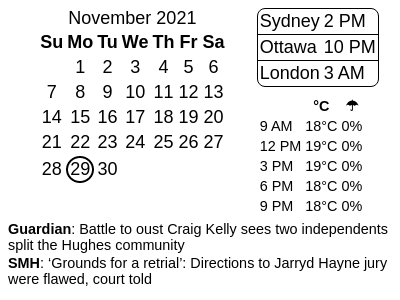 November 2021
Su Mo Tu We Th Fr Sa
1 2 3 4 5 6
7 8 9 10 11 12 13
14 15 16 17 18 19 20
21 22 23 24 25 26 27
28 29 30
Sydney 2 PM
Ottawa 10 PM
London 3 AM
°C ☂
9 AM 18°C 0%
12 PM 19°C 0%
3 PM 19°C 0%
6 PM 18°C 0%
9 PM 18°C 0%
Guardian: Battle to oust Craig Kelly sees two independents
split the Hughes community
SMH: ‘Grounds for a retrial’: Directions to Jarryd Hayne jury
were flawed, court told